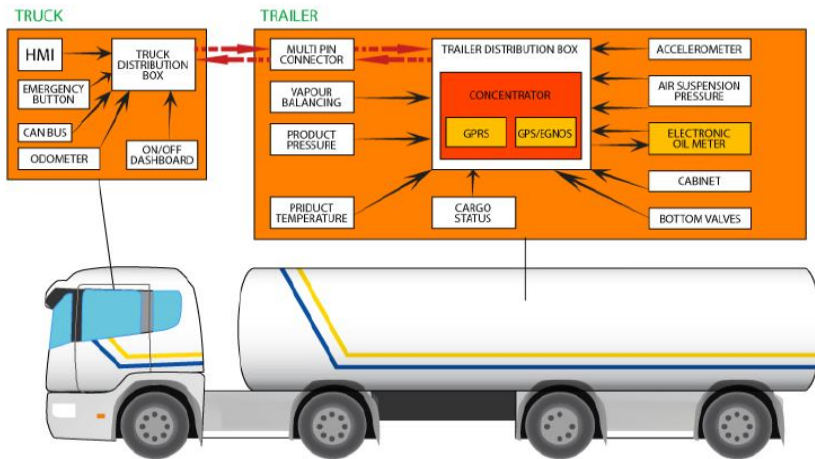 TRUCK
HMI
EMERGENCY
BUTTON
CAN BUS
ODOMETER
TRUCK
DISTRIBUTION
BOX
ON/OFF
DASHBOARD
TRAILER
MULTI PIN
CONNECTOR
VAPOUR
BALANCING
PRODUCT
PRESSURE
PRIDUCT
TEMPERATURE
TRAILER DISTRIBUTION BOX
CONCENTRATOR
GPRS
GPS/EGNOS
CARGO
STATUS
ACCELEROMETER
AIR SUSPENSION
PRESSURE
ELECTRONIC
OIL METER
CABINET
BOTTOM VALVES